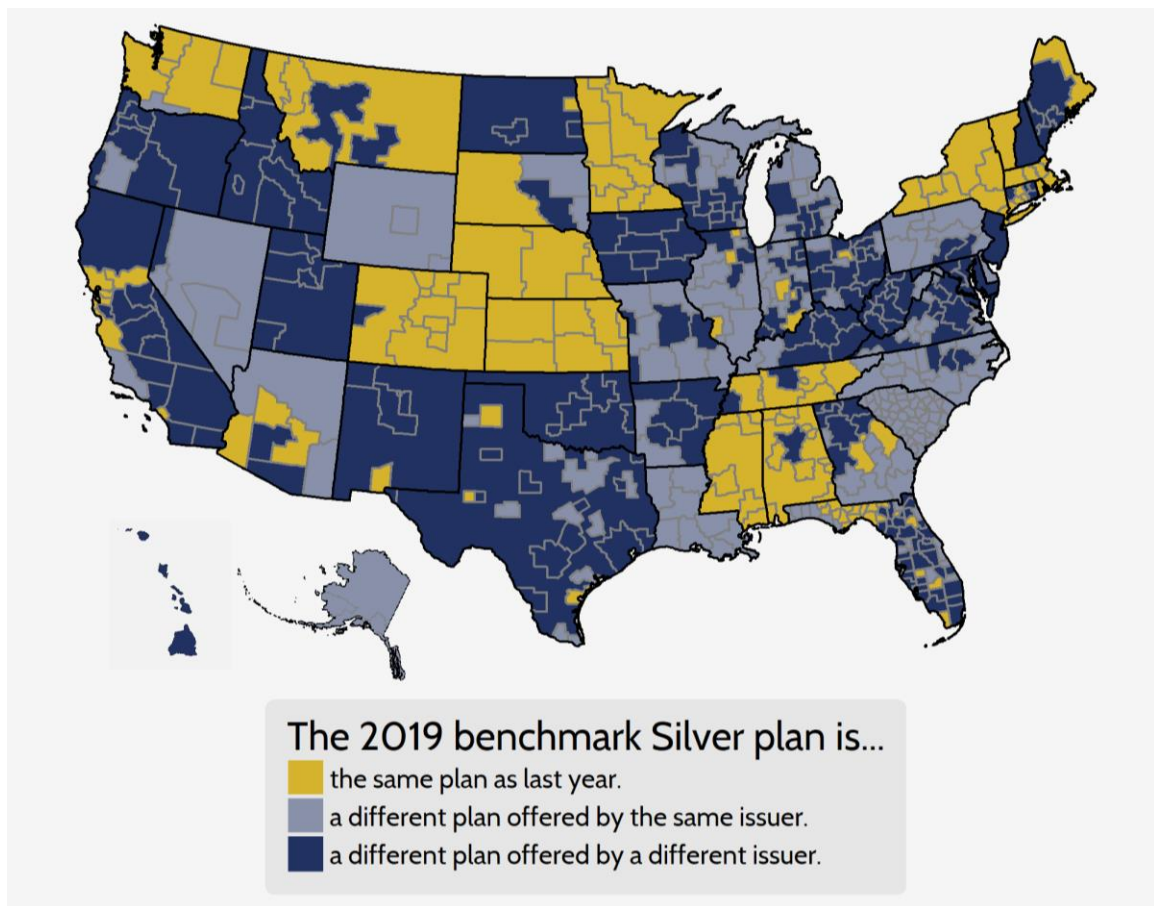 The 2019 benchmark Silver plan is...
the same plan as last year.
a different plan offered by the same issuer.
a different plan offered by a different issuer.